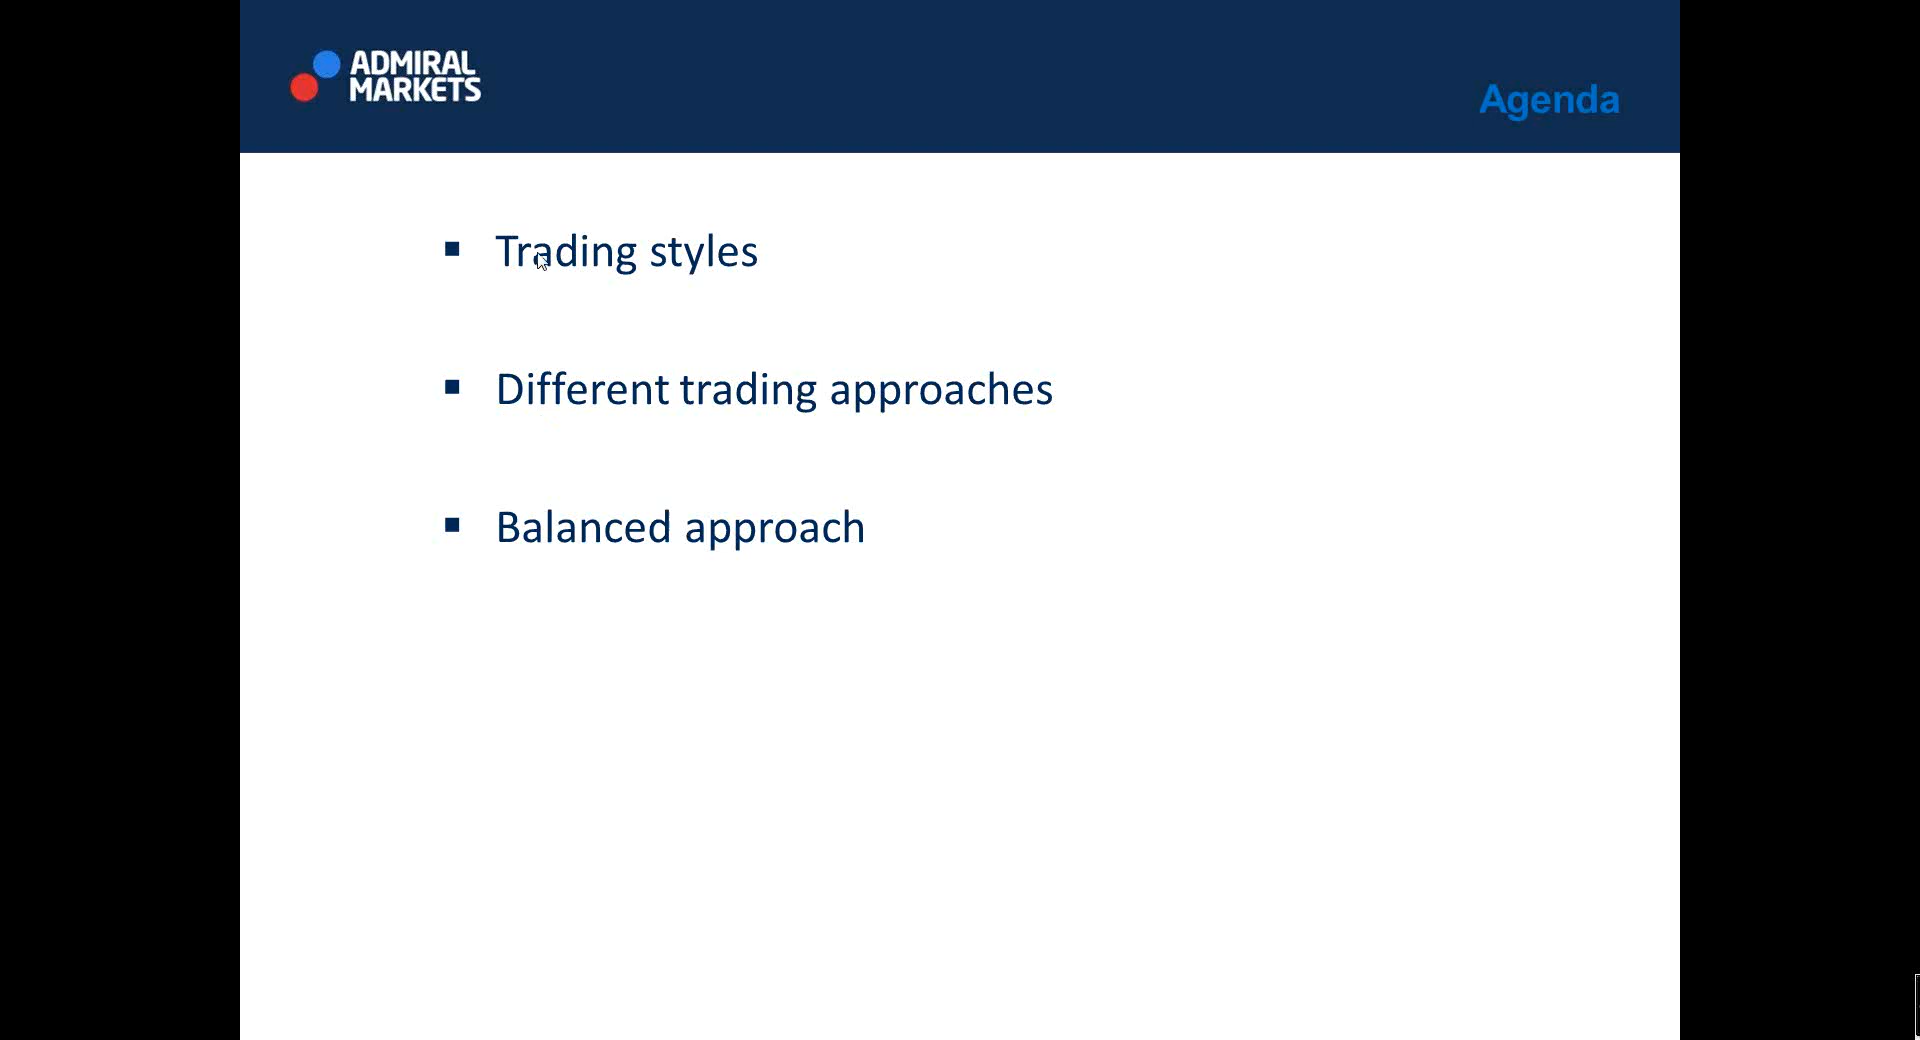 ADMIRAL
MARKETS
Agenda
▪ Trading styles
▪ Different trading approaches
▪ Balanced approach